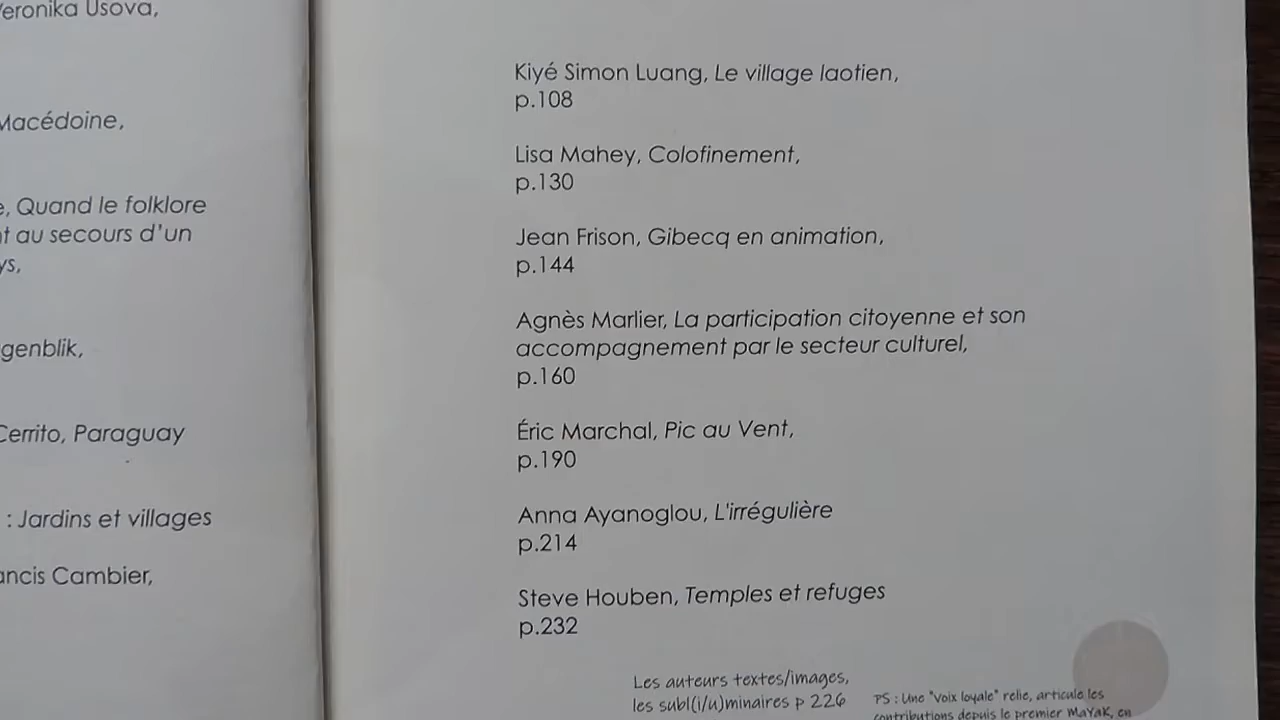 Veronika Usova,
Macédoine,
Quand le folklore
au secours d'un
Cerrito, Paraguay
: Jardins et villages
Cambier,
Kiyé Simon Luang, Le village laotien,
p.108
Lisa Mahey, Colofinement,
p.130
Jean Frison, Gibecq en animation,
p.144
Agnès Marlier, La participation citoyenne et son
accompagnement par le secteur culturel,
p.160
Éric Marchal, Pic au Vent,
p.190
Anna Ayanoglou, L'irrégulière
p.214
Steve Houben, Temples et refuges
p.232
Les auteurs textes/images,
les subl(i/u)minaires p 226
PS : Une "voix loyale" relie, articule les
contributions depuis le premier MaYaK, en